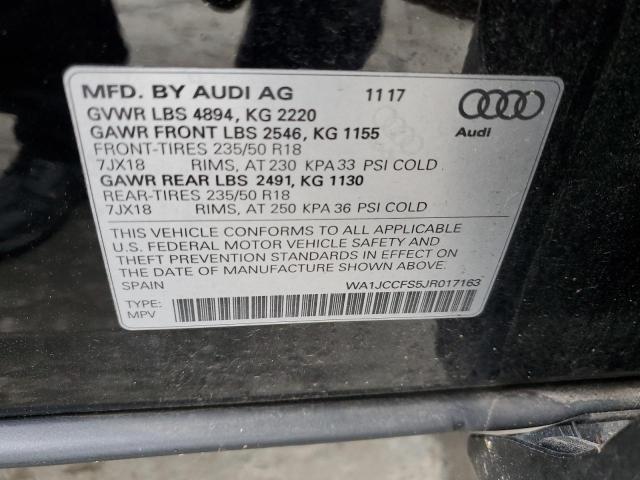 MFD. BY AUDI AG 11 17
GVWR LBS 4894, KG 2220
GAWR FRONT LBS 2546, KG 1155
FRONT-TIRES 235/50 R18
7JX18 RIMS, AT 230 KPA 33 PSI COLD
GAWR REAR LBS 2491, KG 1130
REAR-TIRES 235/50 R18
7JX18 RIMS, AT 250 KPA 36 PSI COLD
Audi
THIS VEHICLE CONFORMS TO ALL APPLICABLE
U.S. FEDERAL MOTOR VEHICLE SAFETY AND
THEFT PREVENTION STANDARDS IN EFFECT ON
THE DATE OF MANUFACTURE SHOWN ABOVE.
SPAIN WA1JCCFS5JR017163
TYPE:
MPV